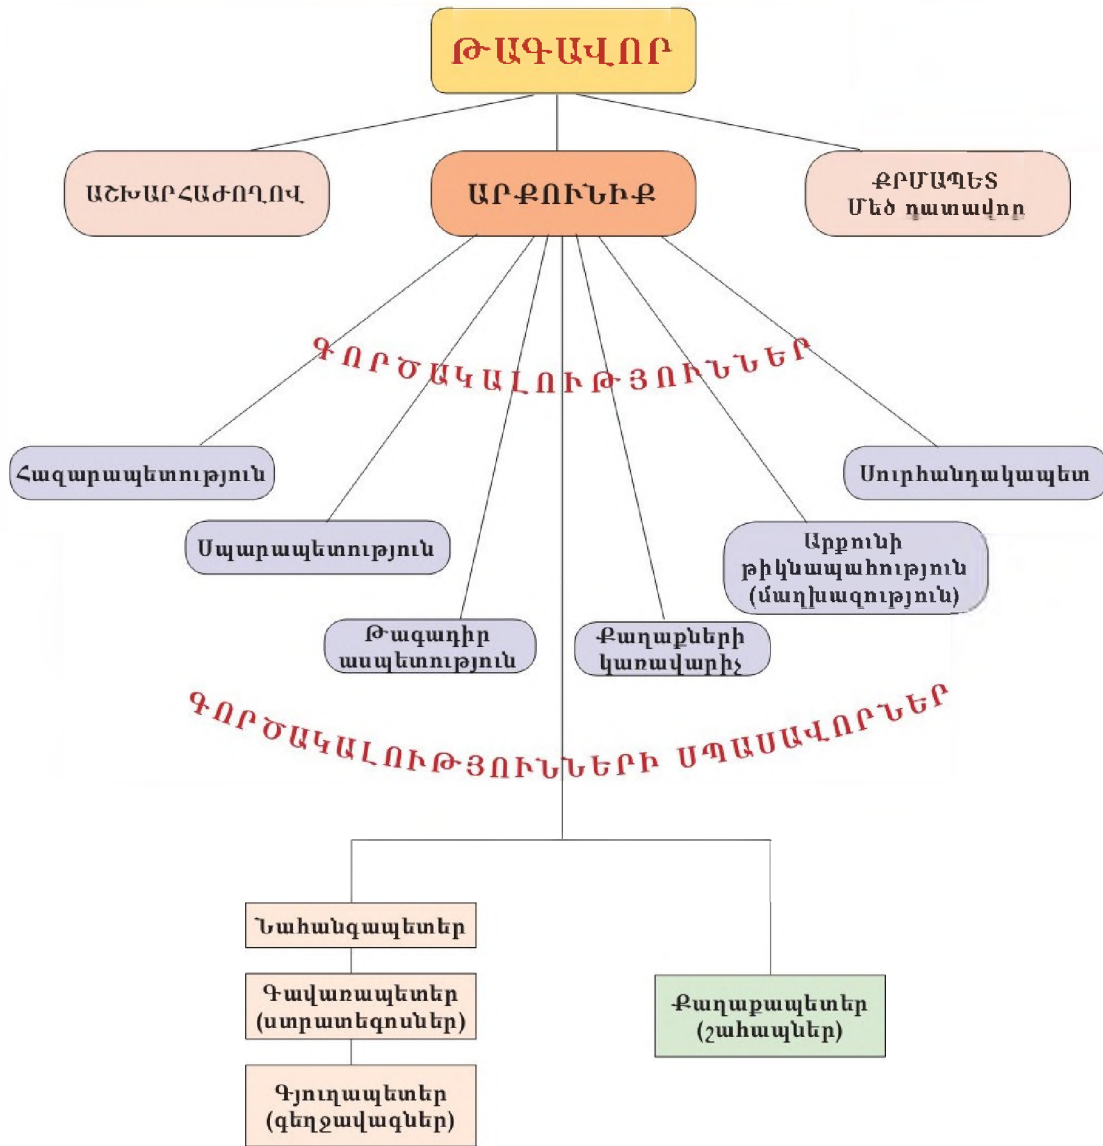 ԹԱԳԱՎՈՐ
ԱՇԽԱՐՀԱԺՈՂՈՎ
ԱՐՔՈՒՆԻՔ
ՔՐՄԱՊԵՏ
Մեծ դատավոր
ԳՈՐԾԱԿԱԼՈՒԹՅՈՒՆՆԵՐ
Հազարապետություն
Սուրհանդակապետ
Սպարապետություն
Արքունի
թիկնապահություն
(մաղխազություն)
Թագադիր
ասպետություն
Քաղաքների
կառավարիչ
ԳՈՐԾԱԿԱԼՈՒԹՅՈՒՆՆԵՐԻ ՍՊԱՍԱՎՈՐՆԵՐ
Նահանգապետեր
Գավառապետեր
(ստրատեգոսներ)
Քաղաքապետեր
(շահապներ)
Գյուղապետեր
(գեղջավագներ)